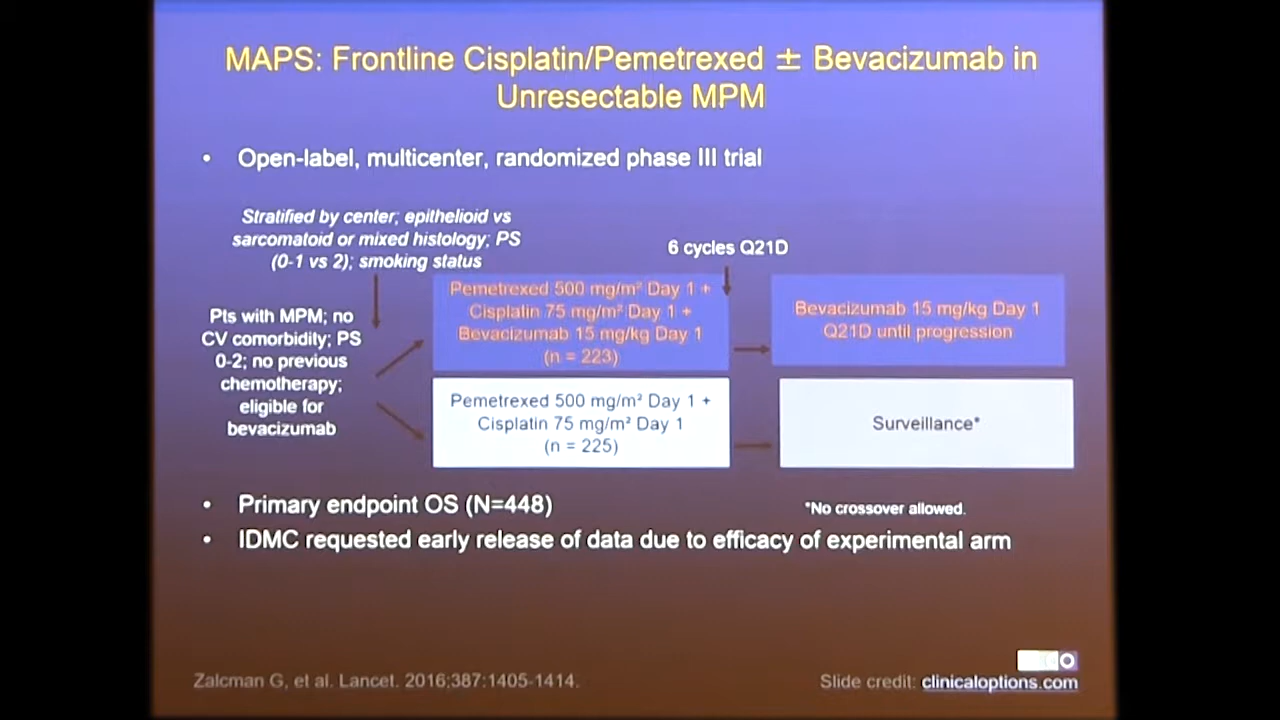 MAPS: Frontline Cisplatin/Pemetrexed ± Bevacizumab in
Unresectable MPM
• Open-label, multicenter, randomized phase III trial
Stratified by center; epithelioid vs
sarcomatoid or mixed histology; PS
(0-1 vs 2); smoking status
6 cycles Q21D
Pts with MPM; no
CV comorbidity; PS
0-2; no previous
chemotherapy;
eligible for
bevacizumab
Pemetrexed 500 mg/m² Day 1 +
Cisplatin 75 mg/m² Day 1 +
Bevacizumab 15 mg/kg Day 1
(n = 223)
Bevacizumab 15 mg/kg Day 1
Q21D until progression
Pemetrexed 500 mg/m² Day 1 +
Cisplatin 75 mg/m² Day 1
(n = 225)
Surveillance*
• Primary endpoint OS (N=448)
*No crossover allowed.
• IDMC requested early release of data due to efficacy of experimental arm
Zalcman G, et al. Lancet. 2016;387:1405-1414.
Slide credit: clinicaloptions.com